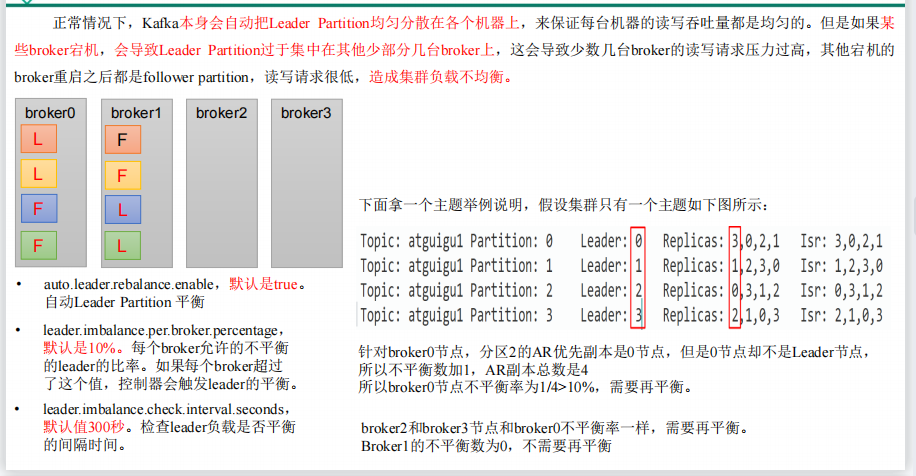 正常情况下，Kafka本身会自动把Leader Partition均匀分散在各个机器上，来保证每台机器的读写吞吐量都是均匀的。但是如果某
些broker宕机，会导致Leader Partition过于集中在其他少部分几台broker上，这会导致少数几台broker的读写请求压力过高，其他宕机的
broker重启之后都是follower partition，读写请求很低，造成集群负载不均衡。
broker0 broker1 broker2 broker3
L F
L F
F L
F L
• auto.leader.rebalance.enable，默认是true。
自动Leader Partition 平衡
• leader.imbalance.per.broker.percentage，
默认是10%。每个broker允许的不平衡
的leader的比率。如果每个broker超过
了这个值，控制器会触发leader的平衡。
• leader.imbalance.check.interval.seconds，
默认值300秒。检查leader负载是否平衡
的间隔时间。
下面拿一个主题举例说明，假设集群只有一个主题如下图所示：
Topic: atguigu1 Partition: 0 Leader: 0 Replicas: 3,0,2,1 Isr: 3,0,2,1
Topic: atguigu1 Partition: 1 Leader: 1 Replicas: 1,2,3,0 Isr: 1,2,3,0
Topic: atguigu1 Partition: 2 Leader: 2 Replicas: 0,3,1,2 Isr: 0,3,1,2
Topic: atguigu1 Partition: 3 Leader: 3 Replicas: 2,1,0,3 Isr: 2,1,0,3
针对broker0节点，分区2的AR优先副本是0节点，但是0节点却不是Leader节点，
所以不平衡数加1，AR副本总数是4
所以broker0节点不平衡率为1/4>10%，需要再平衡。
broker2和broker3节点和broker0不平衡率一样，需要再平衡。
Broker1的不平衡数为0，不需要再平衡